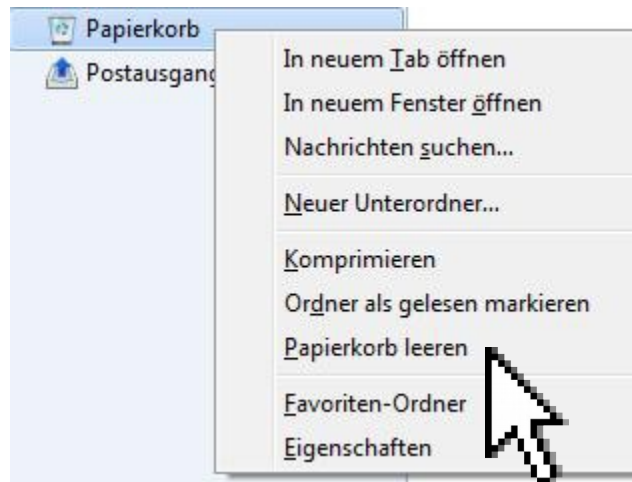 Papierkorb
Postausgang
In neuem Tab öffnen
In neuem Fenster öffnen
Nachrichten suchen...
Neuer Unterordner...
Komprimieren
Ordner als gelesen markieren
Papierkorb leeren
Favoriten-Ordner
Eigenschaften